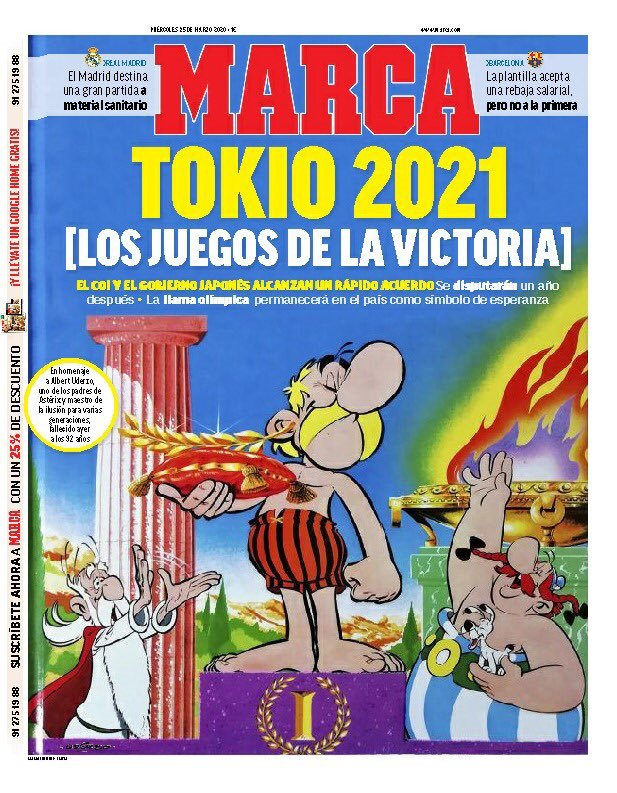 MIÉRCOLES 25 DE MARZO 2020 · 1€
REAL MADRID
El Madrid destina
una gran partida a
material sanitario
MARCA
BARCELONA
La plantilla acepta
una rebaja salarial,
pero no a la primera
TOKIO 2021
[LOS JUEGOS DE LA VICTORIA]
EL COI Y EL GOBIERNO JAPONÉS ALCANZAN UN RÁPIDO ACUERDO Se disputarán un año
después • La llama olímpica permanecerá en el país como símbolo de esperanza
En homenaje
a Albert Uderzo,
uno de los padres de
Astérix y maestro de
la ilusión para varias
generaciones,
fallecido ayer
a los 92 años
I
91 275 19 88 SUSCRÍBETE AHORA A MARCA CON UN 25% DE DESCUENTO ¡Y LLÉVATE UN GOOGLE HOME GRATIS! 91 275 19 88